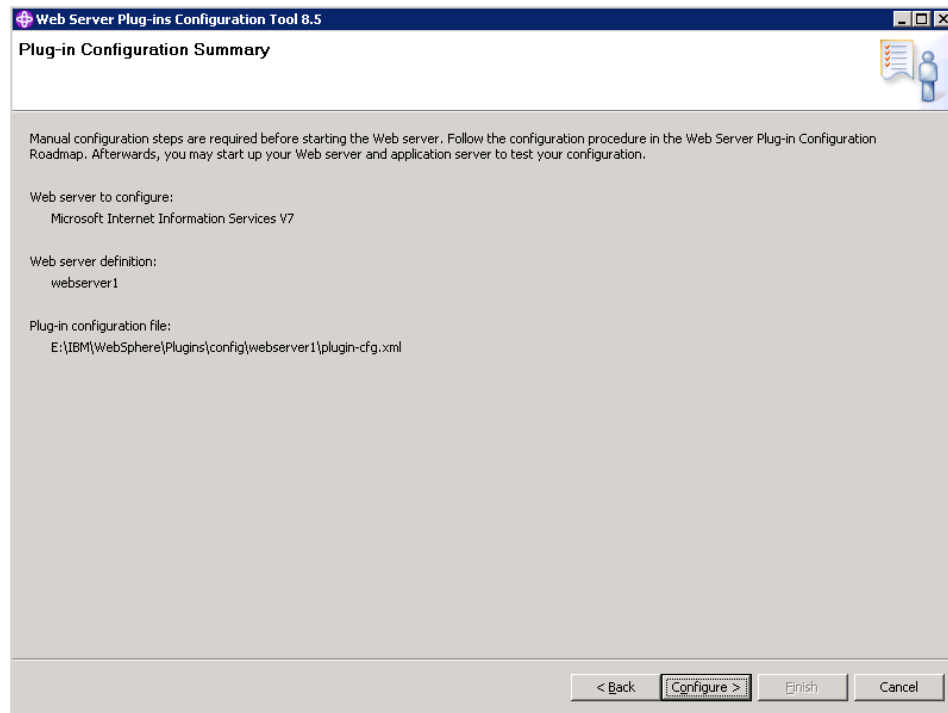 Web Server Plug-ins Configuration Tool 8.5
Plug-in Configuration Summary
Manual configuration steps are required before starting the Web server. Follow the configuration procedure in the Web Server Plug-in Configuration
Roadmap. Afterwards, you may start up your Web server and application server to test your configuration.
Web server to configure:
Microsoft Internet Information Services V7
Web server definition:
webserver1
Plug-in configuration file:
E:\IBM\WebSphere\Plugins\config\webserver1\plugin-cfg.xml
< Back
Configure >
Finish
Cancel